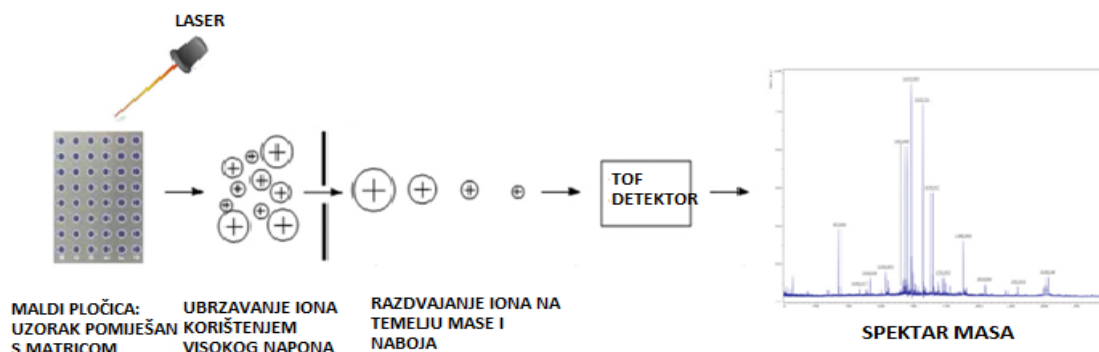 LASER
TOF
DETEKTOR
MALDI PLOČICA:
UZORAK POMIJEŠAN
S MATRICOM
UBRZAVANJE IONA
KORIŠTENJEM
VISOKOG NAPONA
RAZDVAJANJE IONA NA
TEMELJU MASE I
NABOJA
SPEKTAR MASA